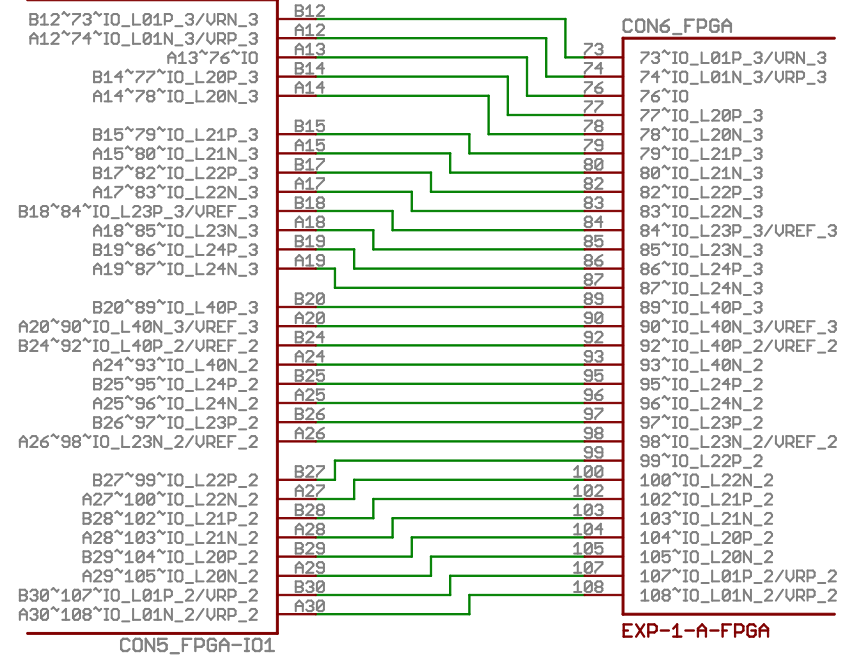 B12~73~IO_L01P_3/VRN_3 B12
A12~74~IO_L01N_3/VRP_3 A12 CON6_FPGA
A13~76~IO A13 73 73~IO_L01P_3/VRN_3
B14~77~IO_L20P_3 B14 74 74~IO_L01N_3/VRP_3
A14~78~IO_L20N_3 A14 76 76~IO
77 77~IO_L20P_3
B15~79~IO_L21P_3 B15 78 78~IO_L20N_3
A15~80~IO_L21N_3 A15 79 79~IO_L21P_3
B17~82~IO_L22P_3 B17 80 80~IO_L21N_3
A17~83~IO_L22N_3 A17 82 82~IO_L22P_3
B18~84~IO_L23P_3/VREF_3 B18 83 83~IO_L22N_3
A18~85~IO_L23N_3 A18 84 84~IO_L23P_3/VREF_3
B19~86~IO_L24P_3 B19 85 85~IO_L23N_3
A19~87~IO_L24N_3 A19 86 86~IO_L24P_3
87 87~IO_L24N_3
B20~89~IO_L40P_3 B20 89 89~IO_L40P_3
A20~90~IO_L40N_3/VREF_3 A20 90 90~IO_L40N_3/VREF_3
B24~92~IO_L40P_2/VREF_2 B24 92 92~IO_L40P_2/VREF_2
A24~93~IO_L40N_2 A24 93 93~IO_L40N_2
B25~95~IO_L24P_2 B25 95 95~IO_L24P_2
A25~96~IO_L24N_2 A25 96 96~IO_L24N_2
B26~97~IO_L23P_2 B26 97 97~IO_L23P_2
A26~98~IO_L23N_2/VREF_2 A26 98 98~IO_L23N_2/VREF_2
99 99~IO_L22P_2
B27~99~IO_L22P_2 B27 100 100~IO_L22N_2
A27~100~IO_L22N_2 A27 102 102~IO_L21P_2
B28~102~IO_L21P_2 B28 103 103~IO_L21N_2
A28~103~IO_L21N_2 A28 104 104~IO_L20P_2
B29~104~IO_L20P_2 B29 105 105~IO_L20N_2
A29~105~IO_L20N_2 A29 107 107~IO_L01P_2/VRP_2
B30~107~IO_L01P_2/VRP_2 B30 108 108~IO_L01N_2/VRP_2
A30~108~IO_L01N_2/VRP_2 A30
CON5_FPGA-IO1 EXP-1-A-FPGA